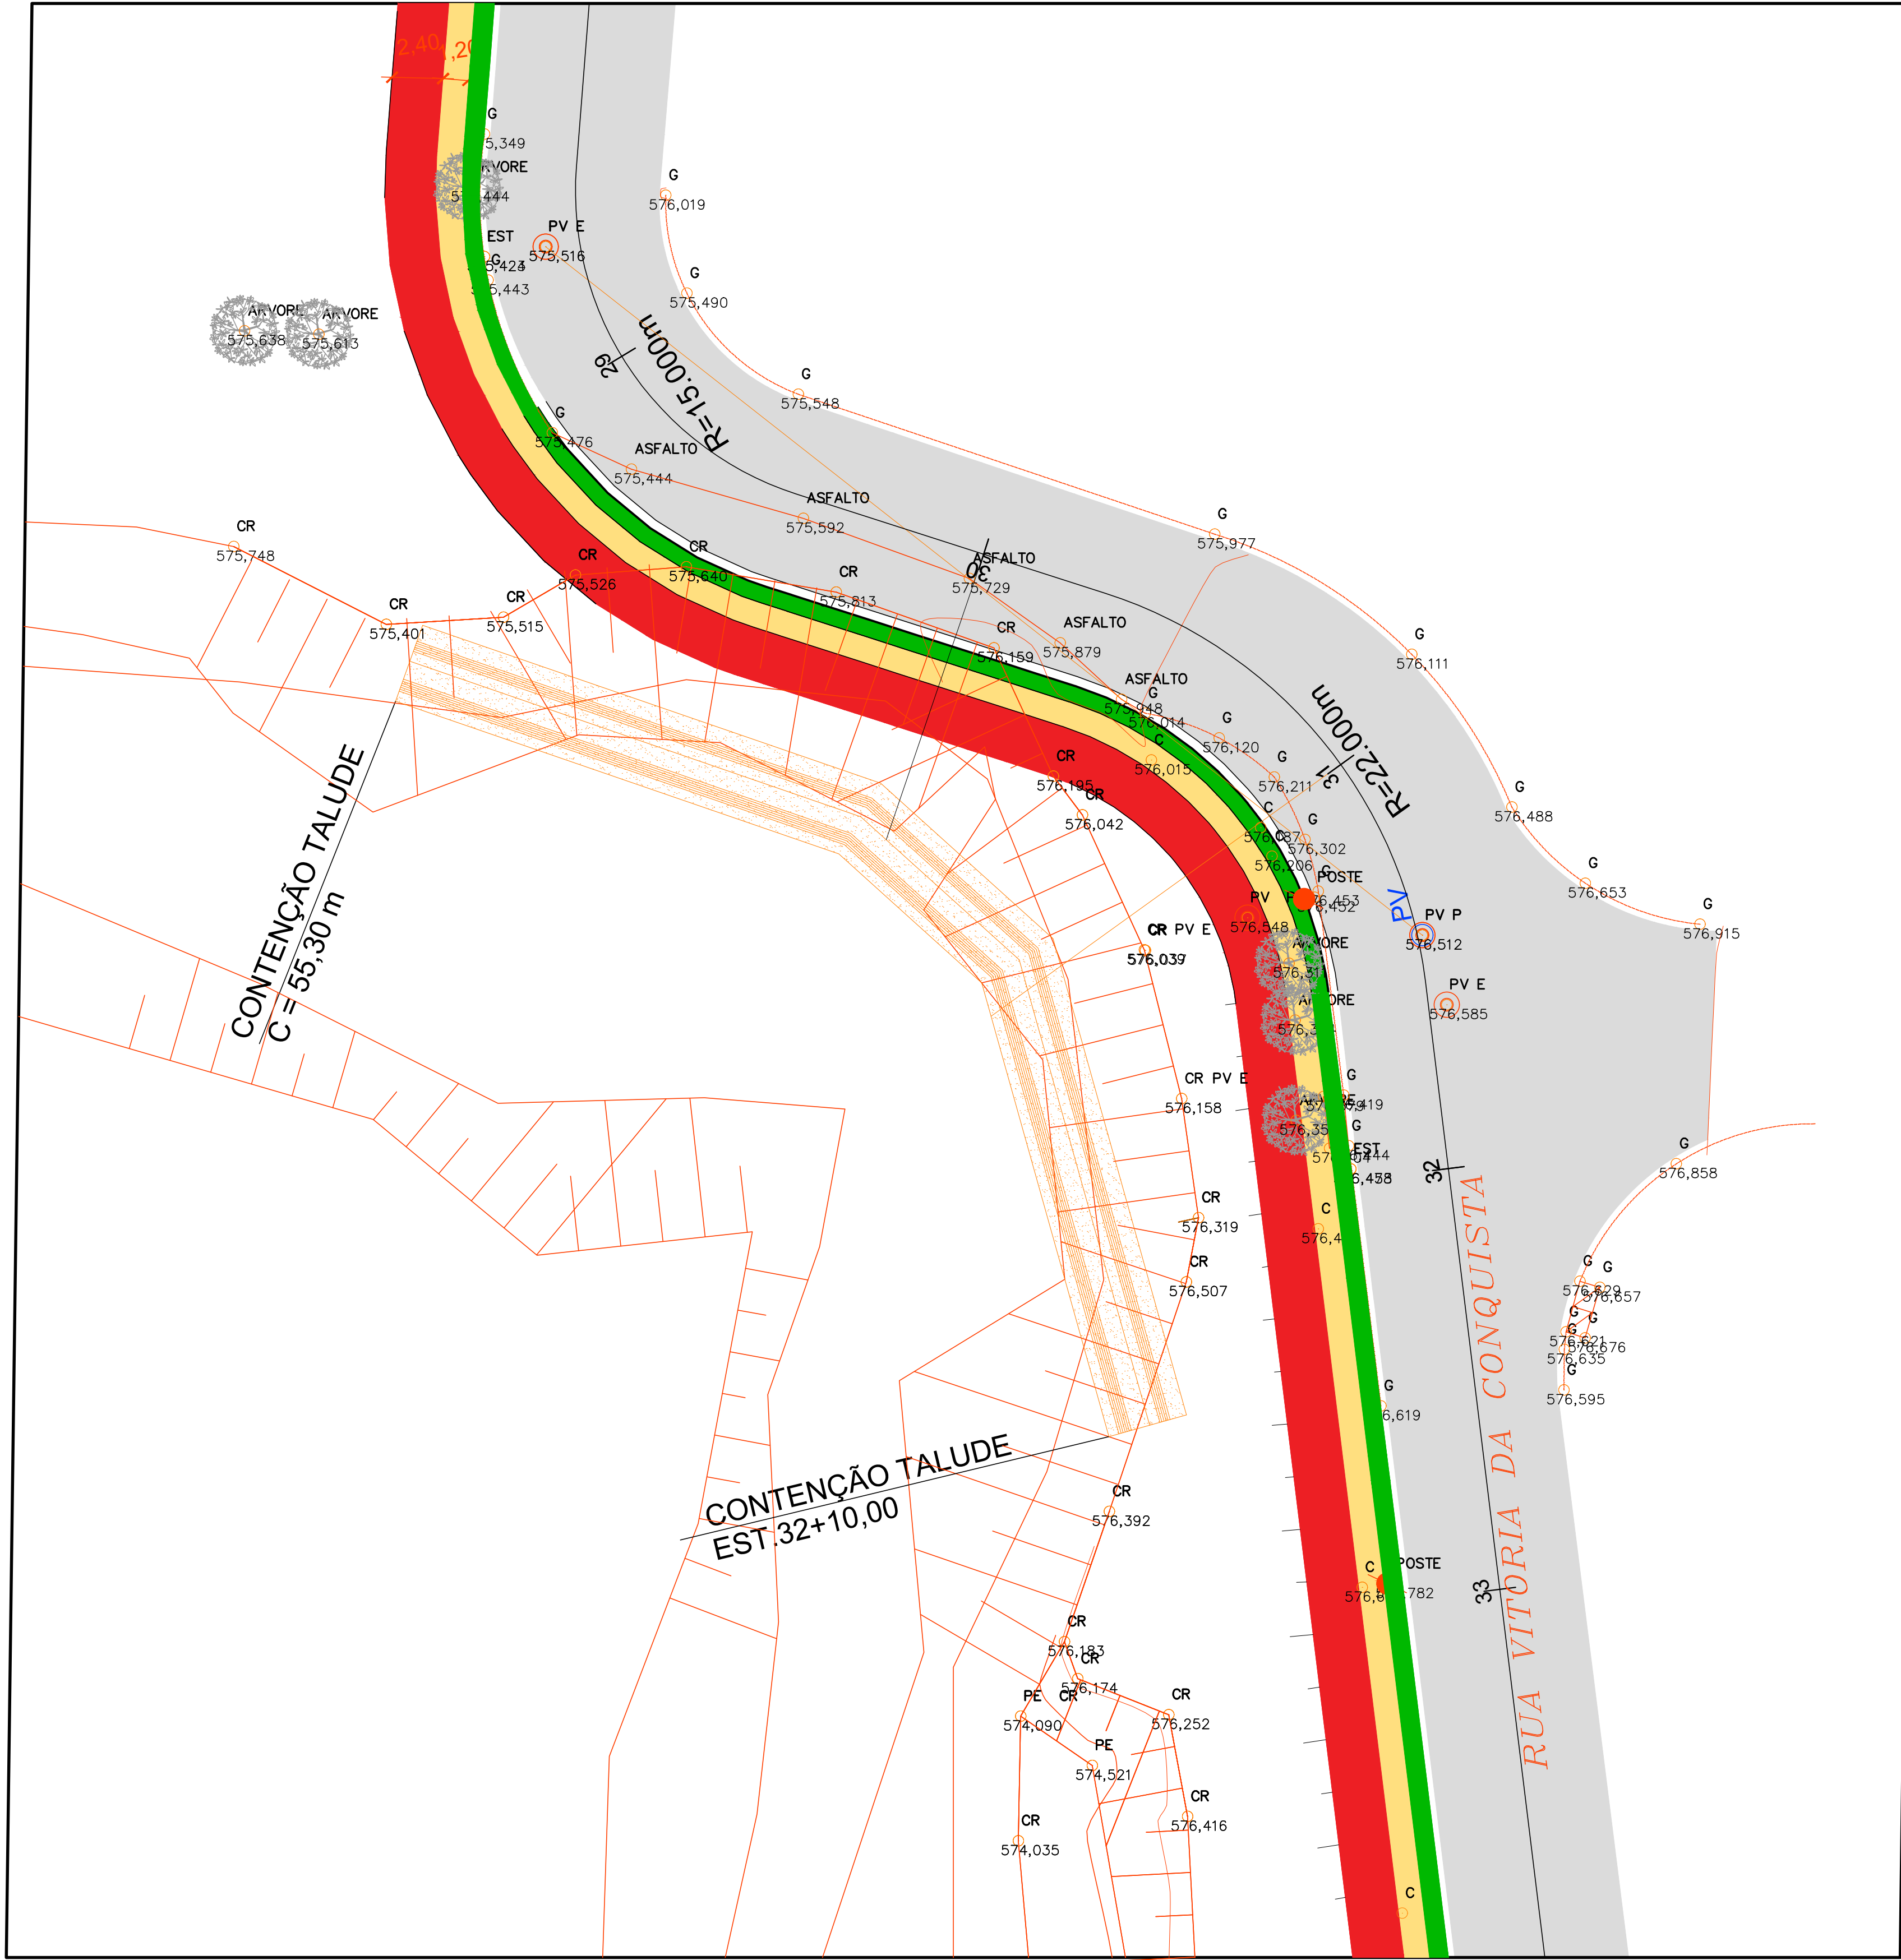 2,40
G
ÁRVORE
G
576,019
EST
PV E
575,516
G
575,490
ARVORE
575,638
ARVORE
575,613
29
R=15.000m
G
575,548
G
575,476
ASFALTO
575,444
ASFALTO
575,592
G
575,977
CR
575,748
CR
575,526
CR
575,640
CR
575,813
30
ASFALTO
575,729
CR
575,401
CR
575,515
CR
576,159
ASFALTO
575,879
G
576,111
ASFALTO
575,948
G
576,014
G
576,120
C
576,015
G
576,211
31
R=22.000m
CR
576,195
G
576,488
CR
576,042
C
C
576,206
G
576,302
CONTENÇÃO TALUDE
C = 55,30 m
G
POSTE
G
576,653
PV
576,548
PV
PV P
576,512
G
576,915
CR PV E
ARVORE
ARVORE
PV E
576,585
CR PV E
576,158
G
ARVORE
G
EST
32
G
576,858
CR
576,319
C
CR
576,507
G
576,629
G
576,657
G
576,621
G
576,676
G
576,635
G
576,595
G
RUA VITORIA DA CONQUISTA
CONTENÇÃO TALUDE
EST.32+10,00
CR
576,392
C
POSTE
33
CR
576,183
CR
576,174
PE
574,090
CR
CR
576,252
PE
574,521
CR
574,035
CR
576,416
C